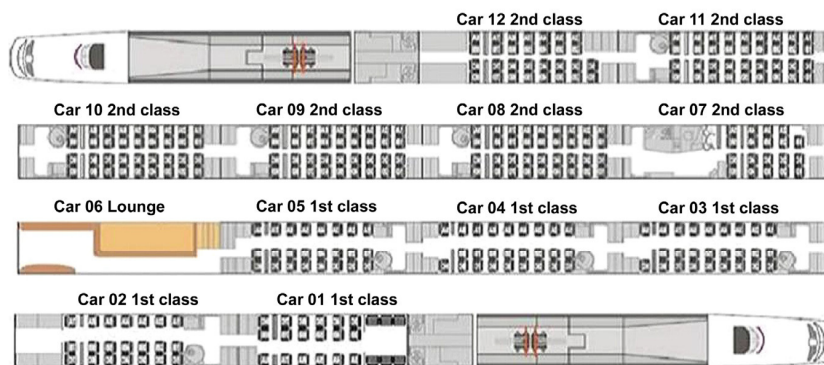 Car 12 2nd class Car 11 2nd class
Car 10 2nd class Car 09 2nd class Car 08 2nd class Car 07 2nd class
Car 06 Lounge Car 05 1st class Car 04 1st class Car 03 1st class
Car 02 1st class Car 01 1st class